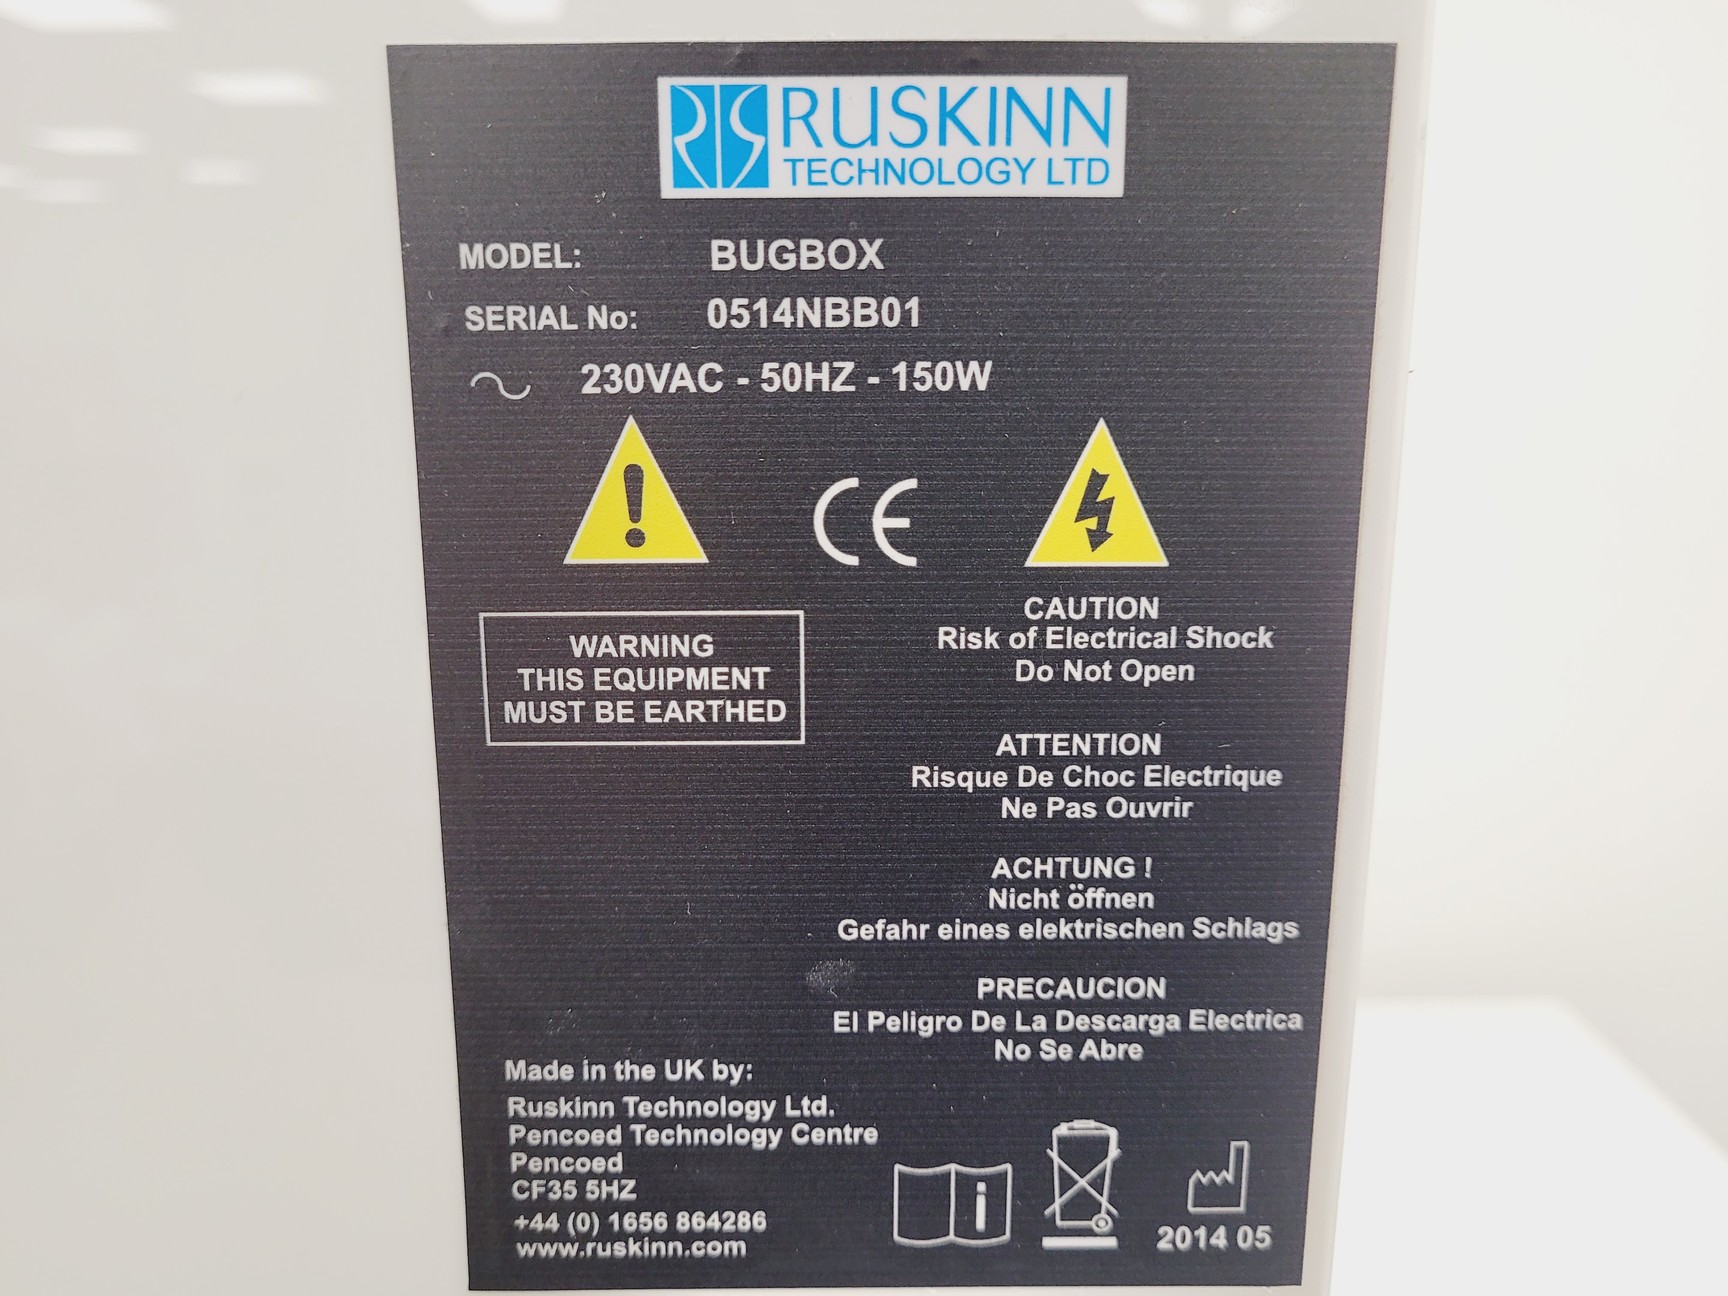 RUSKINN
TECHNOLOGY LTD
MODEL: BUGBOX
SERIAL No: 0514NBB01
230VAC - 50HZ - 150W
CE
WARNING
THIS EQUIPMENT
MUST BE EARTHED
CAUTION
Risk of Electrical Shock
Do Not Open
ATTENTION
Risque De Choc Electrique
Ne Pas Ouvrir
ACHTUNG !
Nicht öffnen
Gefahr eines elektrischen Schlags
PRECAUCION
El Peligro De La Descarga Electrica
No Se Abre
Made in the UK by:
Ruskinn Technology Ltd.
Pencoed Technology Centre
Pencoed
CF35 5HZ
+44 (0) 1656 864286
www.ruskinn.com
2014 05